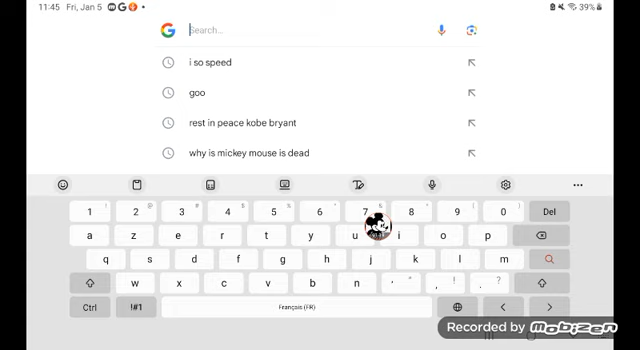 11:45 Fri, Jan 5 39%
Search...
i so speed
goo
rest in peace kobe bryant
why is mickey mouse is dead
1 2 3 4 5 6 7 8 9 0 Del
a z e r t y u i o p
q s d f g h j k l m
w x c v b n , ! . ?
Ctrl !#1 Français (FR) < >
Recorded by mobizen